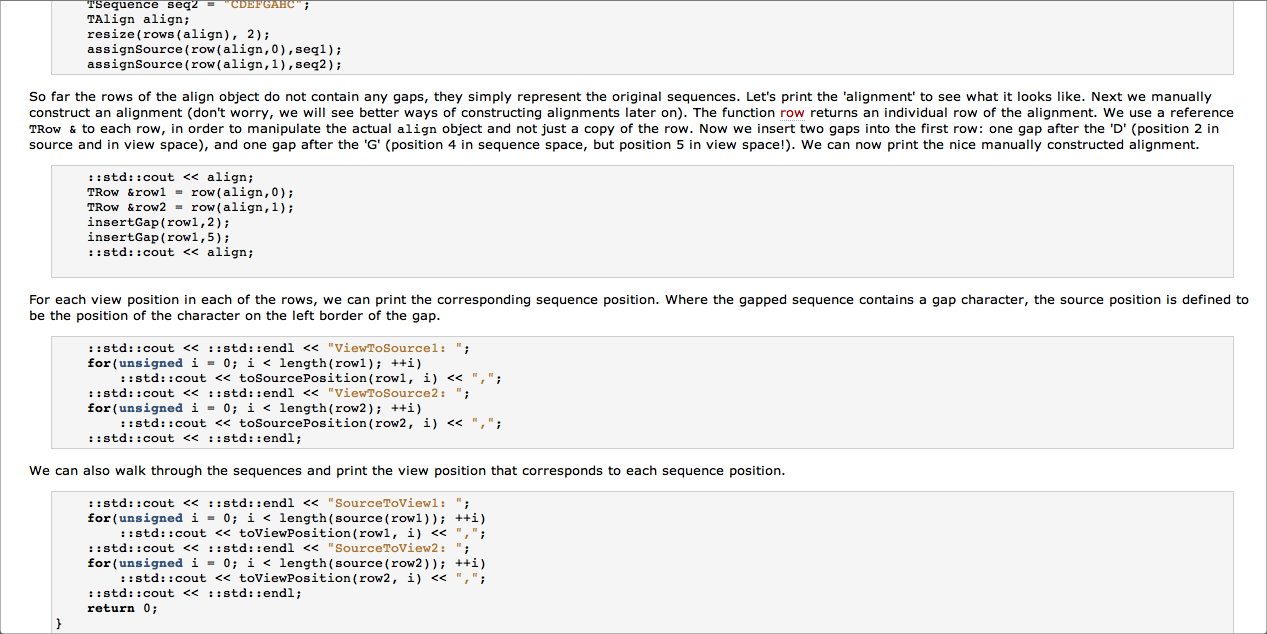 TSequence seq2 = "CDEFGAHC";
TAlign align;
resize(rows(align), 2);
assignSource(row(align,0),seq1);
assignSource(row(align,1),seq2);
So far the rows of the align object do not contain any gaps, they simply represent the original sequences. Let's print the 'alignment' to see what it looks like. Next we manually
construct an alignment (don't worry, we will see better ways of constructing alignments later on). The function row returns an individual row of the alignment. We use a reference
TRow & to each row, in order to manipulate the actual align object and not just a copy of the row. Now we insert two gaps into the first row: one gap after the 'D' (position 2 in
source and in view space), and one gap after the 'G' (position 4 in sequence space, but position 5 in view space!). We can now print the nice manually constructed alignment.
::std::cout << align;
TRow &row1 = row(align,0);
TRow &row2 = row(align,1);
insertGap(row1,2);
insertGap(row1,5);
::std::cout << align;
For each view position in each of the rows, we can print the corresponding sequence position. Where the gapped sequence contains a gap character, the source position is defined to
be the position of the character on the left border of the gap.
::std::cout << ::std::endl << "ViewToSource1: ";
for(unsigned i = 0; i < length(row1); ++i)
::std::cout << toSourcePosition(row1, i) << ",";
::std::cout << ::std::endl << "ViewToSource2: ";
for(unsigned i = 0; i < length(row2); ++i)
::std::cout << toSourcePosition(row2, i) << ",";
::std::cout << ::std::endl;
We can also walk through the sequences and print the view position that corresponds to each sequence position.
::std::cout << ::std::endl << "SourceToView1: ";
for(unsigned i = 0; i < length(source(row1)); ++i)
::std::cout << toViewPosition(row1, i) << ",";
::std::cout << ::std::endl << "SourceToView2: ";
for(unsigned i = 0; i < length(source(row2)); ++i)
::std::cout << toViewPosition(row2, i) << ",";
::std::cout << ::std::endl;
return 0;
}